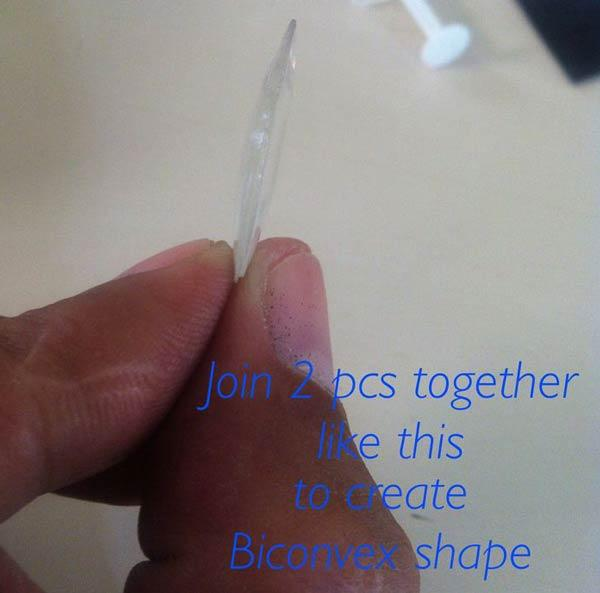 Join 2 pcs together
like this
to create
Biconvex shape